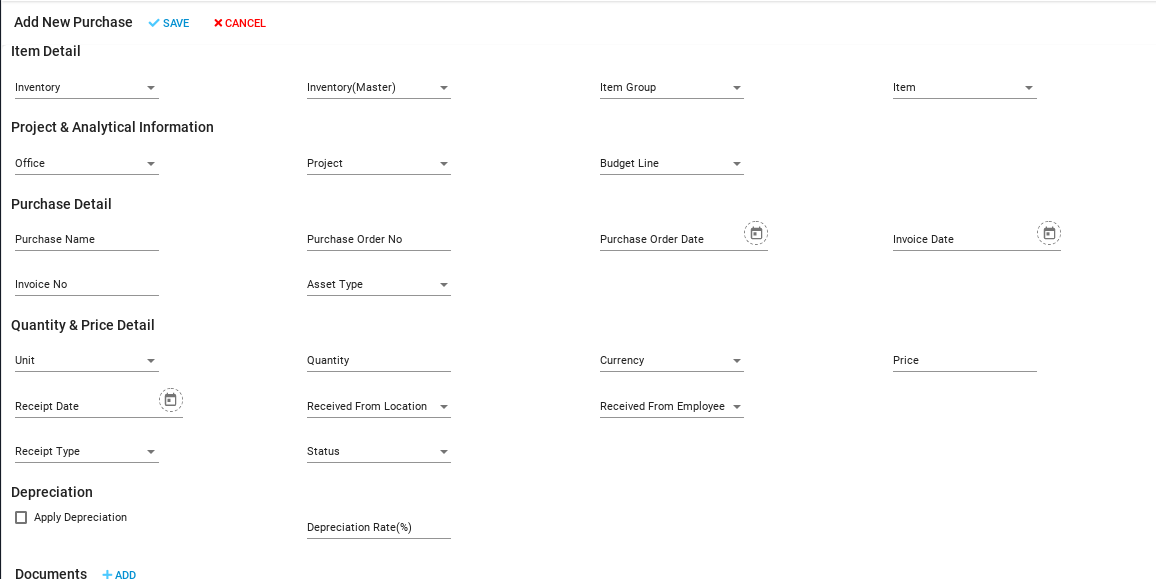 Add New Purchase SAVE CANCEL
Item Detail
Inventory Inventory(Master) Item Group Item
Project & Analytical Information
Office Project Budget Line
Purchase Detail
Purchase Name Purchase Order No Purchase Order Date Invoice Date
Invoice No Asset Type
Quantity & Price Detail
Unit Quantity Currency Price
Receipt Date Received From Location Received From Employee
Receipt Type Status
Depreciation
Apply Depreciation Depreciation Rate(%)
Documents ADD